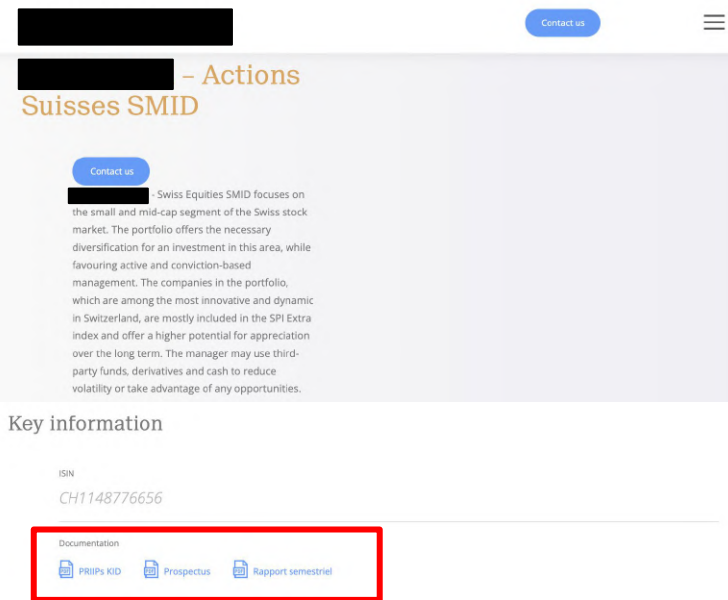 Contact us
– Actions
Suisses SMID
Contact us
- Swiss Equities SMID focuses on
the small and mid-cap segment of the Swiss stock
market. The portfolio offers the necessary
diversification for an investment in this area, while
favouring active and conviction-based
management. The companies in the portfolio,
which are among the most innovative and dynamic
in Switzerland, are mostly included in the SPI Extra
index and offer a higher potential for appreciation
over the long term. The manager may use third-
party funds, derivatives and cash to reduce
volatility or take advantage of any opportunities.
Key information
ISIN
CH1148776656
Documentation
PDF PRIIPs KID PDF Prospectus PDF Rapport semestriel